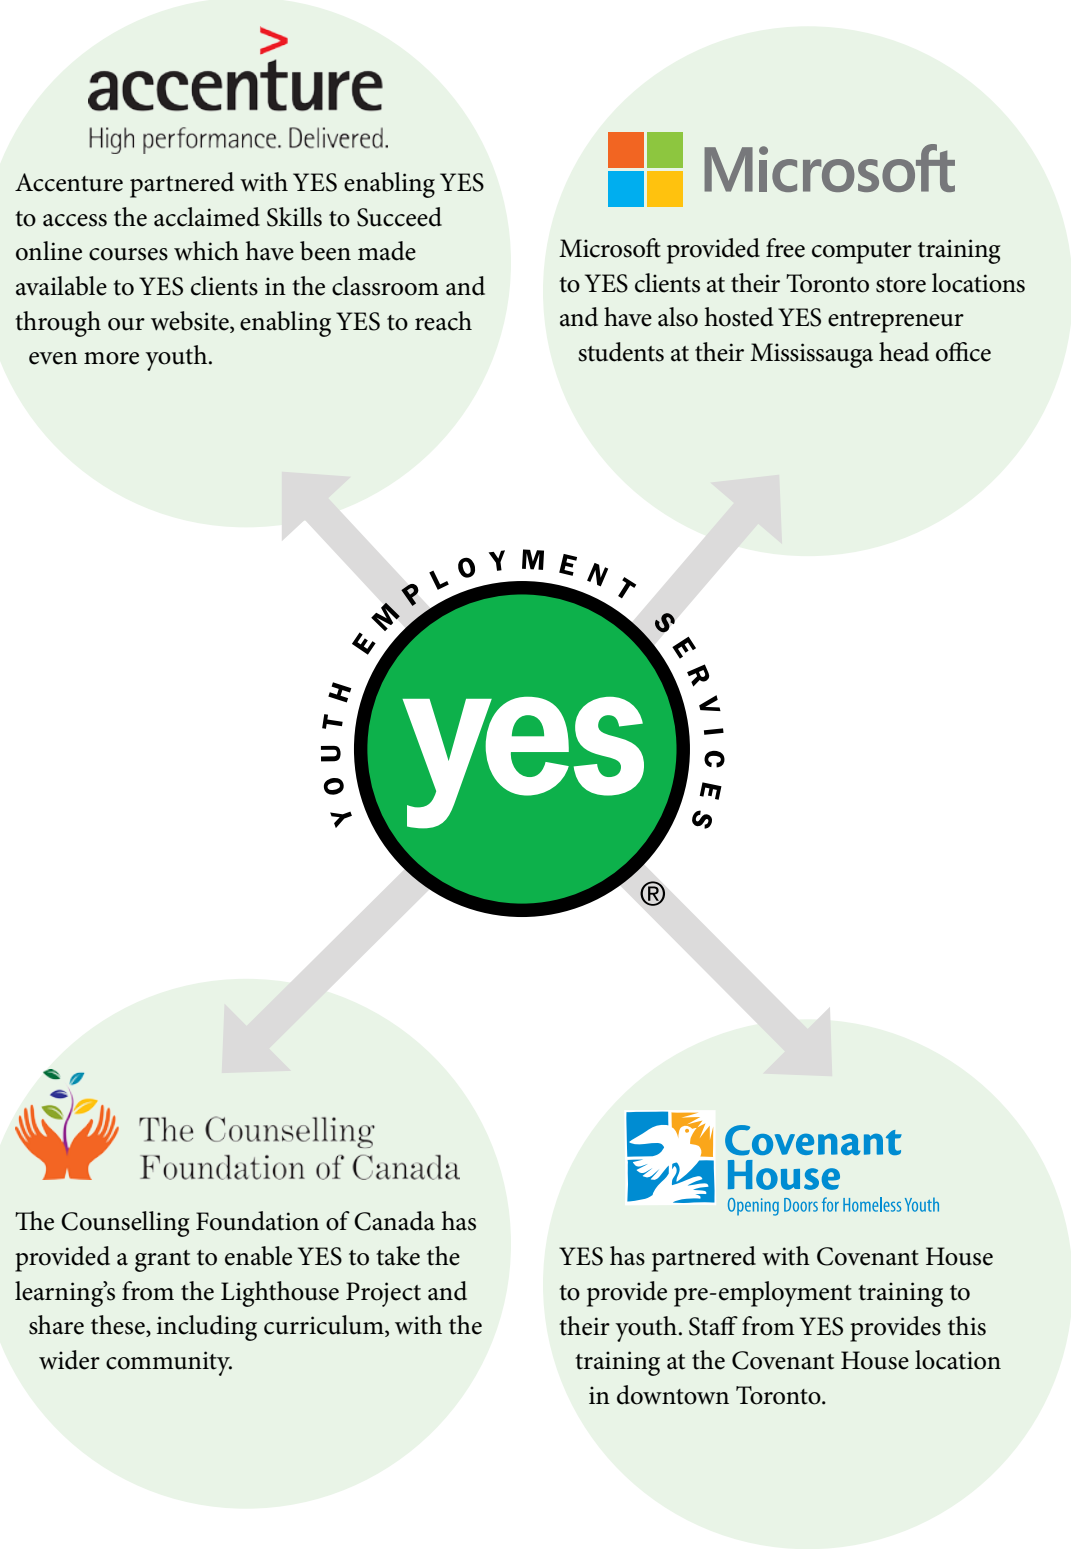 accenture
High performance. Delivered.
Accenture partnered with YES enabling YES
to access the acclaimed Skills to Succeed
online courses which have been made
available to YES clients in the classroom and
through our website, enabling YES to reach
even more youth.
Microsoft
Microsoft provided free computer training
to YES clients at their Toronto store locations
and have also hosted YES entrepreneur
students at their Mississauga head office
YOUTH EMPLOYMENT SERVICES
yes
®
The Counselling
Foundation of Canada
The Counselling Foundation of Canada has
provided a grant to enable YES to take the
learning's from the Lighthouse Project and
share these, including curriculum, with the
wider community.
Covenant
House
Opening Doors for Homeless Youth
YES has partnered with Covenant House
to provide pre-employment training to
their youth. Staff from YES provides this
training at the Covenant House location
in downtown Toronto.